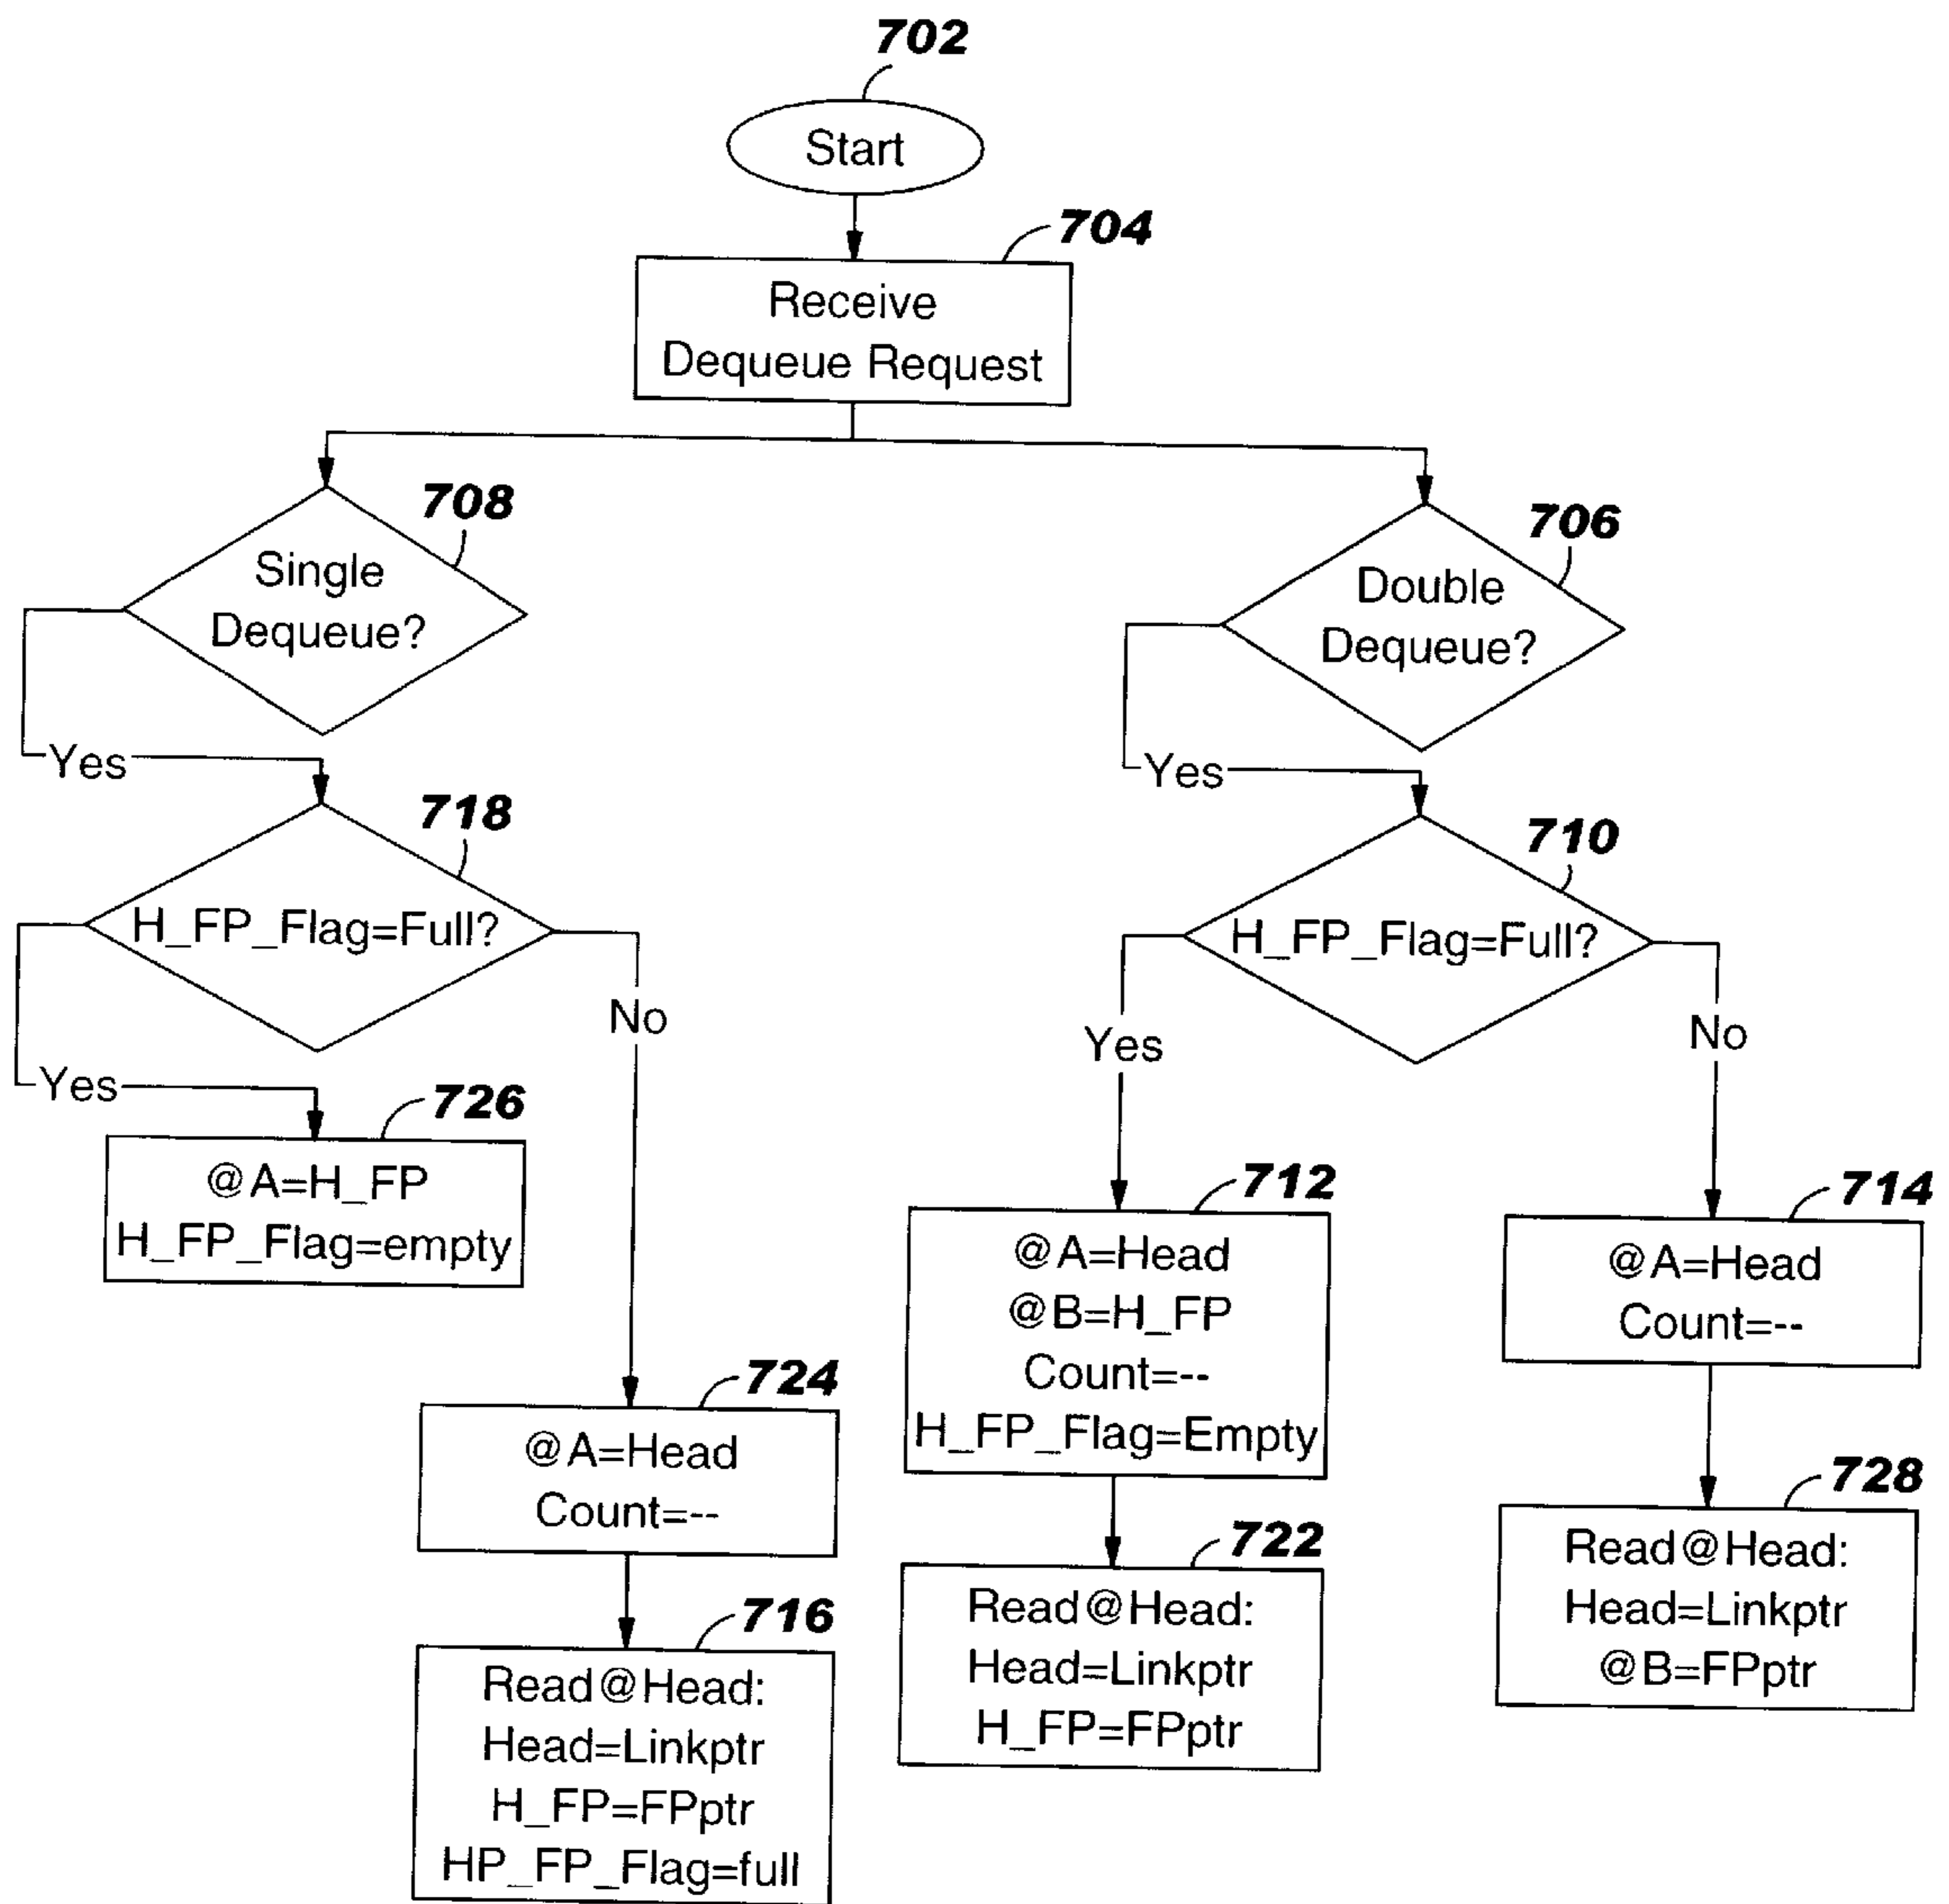 702
Start
704
Receive
Dequeue Request
708
Single
Dequeue?
706
Double
Dequeue?
Yes
Yes
718
H_FP_Flag=Full?
710
H_FP_Flag=Full?
No
Yes
No
Yes
726
@A=H_FP
H_FP_Flag=empty
712
@A=Head
@B=H_FP
Count=--
H_FP_Flag=Empty
714
@A=Head
Count=--
724
@A=Head
Count=--
722
Read@Head:
Head=Linkptr
H_FP=FPptr
728
Read@Head:
Head=Linkptr
@B=FPptr
716
Read@Head:
Head=Linkptr
H_FP=FPptr
HP_FP_Flag=full